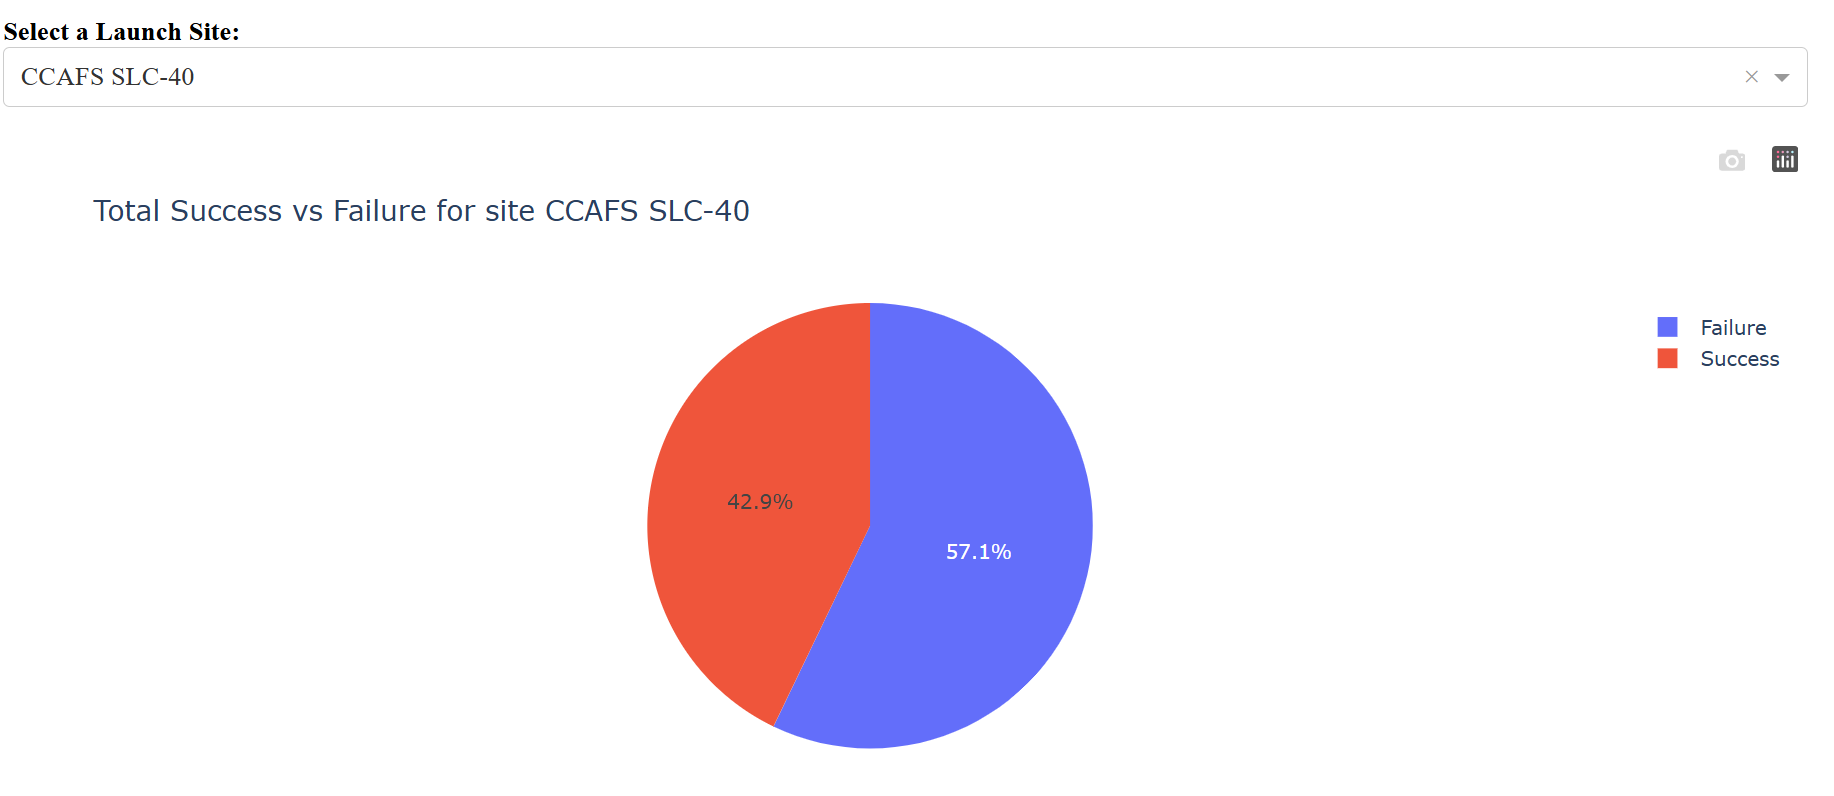 Select a Launch Site:
CCAFS SLC-40
Total Success vs Failure for site CCAFS SLC-40
Failure
Success
42.9%
57.1%